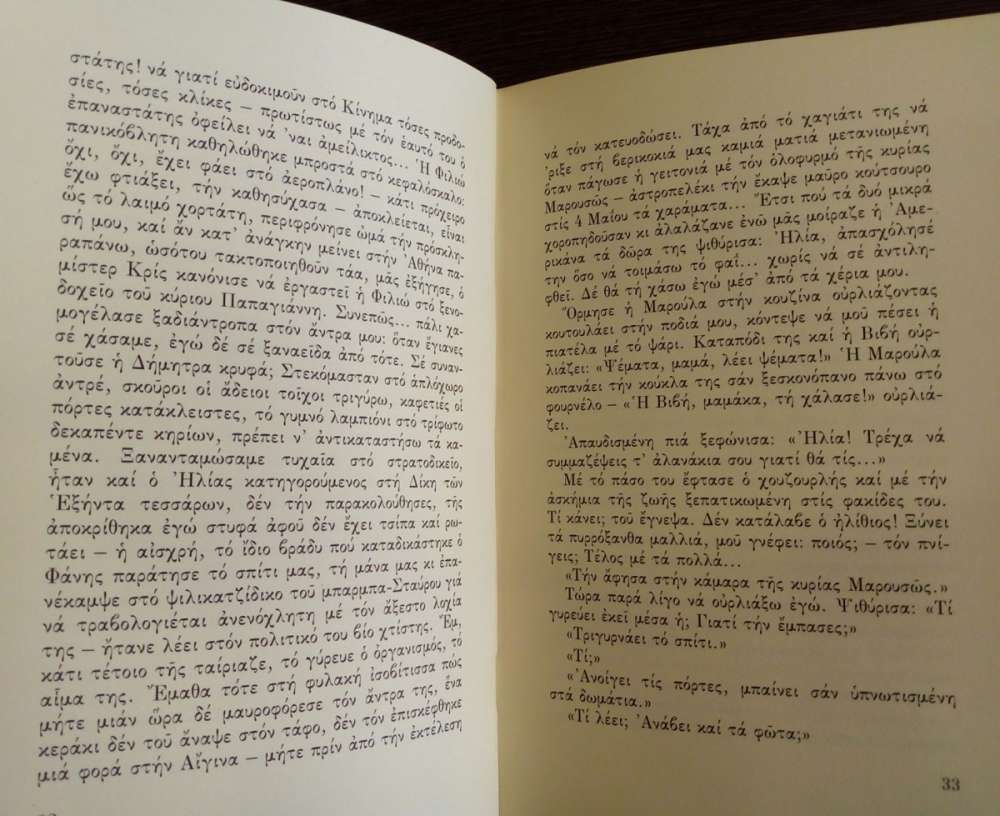 στάτης! νά γιατί εὐδοκιμοῦν στό Κίνημα τόσες προδο-
σίες, τόσες κλίκες – πρωτίστως μέ τόν ἑαυτό του ὁ
ἐπαναστάτης ὀφείλει νά 'ναι ἀμείλικτος... Ἡ Φιλιώ
πανικόβλητη καθηλώθηκε μπροστά στό κεφαλόσκαλο:
ὄχι, ὄχι, ἔχει φάει στό ἀεροπλάνο! – κάτι πρόχειρο
ἔχω φτιάξει, τήν καθησύχασα – ἀποκλείεται, εἶναι
ὥς τό λαιμό χορτάτη, περιφρόνησε ὠμά τήν πρόσκλη-
σή μου, καί ἄν κατ' ἀνάγκην μείνει στήν Ἀθήνα πα-
ραπάνω, ὡσότου τακτοποιηθοῦν τάα, μᾶς ἐξήγησε, ὁ
μίστερ Κρίς κανόνισε νά ἐργαστεῖ ἡ Φιλιώ στό ξενο-
δοχεῖο τοῦ κύριου Παπαγιάννη. Συνεπῶς... πάλι χα-
μογέλασε ξαδιάντροπα στόν ἄντρα μου: ὅταν ἔγιανες
σέ χάσαμε, ἐγώ δέ σέ ξαναεῖδα ἀπό τότε. Σέ συναν-
τοῦσε ἡ Δήμητρα κρυφά; Στεκόμασταν στό ἁπλόχωρο
ἀντρέ, σκοῦροι οἱ ἄδειοι τοῖχοι τριγύρω, καφετιές οἱ
πόρτες κατάκλειστες, τό γυμνό λαμπιόνι στό τρίφωτο
δεκαπέντε κηρίων, πρέπει ν' ἀντικαταστήσω τά κα-
μένα. Ξανανταμώσαμε τυχαῖα στό στρατοδικεῖο,
ἦταν καί ὁ Ἠλίας κατηγορούμενος στή Δίκη τῶν
Ἑξήντα τεσσάρων, δέν τήν παρακολούθησες, τῆς
ἀποκρίθηκα ἐγώ στυφά ἀφοῦ δέν ἔχει τσίπα καί ρω-
τάει – ἡ αἰσχρή, τό ἴδιο βράδυ πού καταδικάστηκε ὁ
Φάνης παράτησε τό σπίτι μας, τή μάνα μας κι ἐπα-
νέκαμψε στό ψιλικατζίδικο τοῦ μπαρμπα-Σταύρου γιά
νά τραβολογιέται ἀνενόχλητη μέ τόν ἄξεστο λοχία
της – ἤτανε λέει στόν πολιτικό του βίο χτίστης. Ἔμ,
κάτι τέτοιο τῆς ταίριαζε, τό γύρευε ὁ ὀργανισμός, τό
αἷμα της. Ἔμαθα τότε στή φυλακή ἰσοβίτισσα πώς
μήτε μιάν ὥρα δέ μαυροφόρεσε τόν ἄντρα της, ἕνα
κεράκι δέν τοῦ ἄναψε στόν τάφο, δέν τόν ἐπισκέφθηκε
μιά φορά στήν Αἴγινα – μήτε πρίν ἀπό τήν ἐκτέλεση
νά τόν κατευοδώσει. Τάχα ἀπό τό χαγιάτι της νά
'ριξε στή βερικοκιά μας καμιά ματιά μετανιωμένη
ὅταν πάγωσε ἡ γειτονιά μέ τόν ὀλοφυρμό τῆς κυρίας
Μαρουσῶς – ἀστροπελέκι τήν ἔκαψε μαῦρο κούτσουρο
στίς 4 Μαΐου τά χαράματα... Ἔτσι πού τά δυό μικρά
χοροπηδοῦσαν κι ἀλαλάζανε ἐνῶ μᾶς μοίραζε ἡ Ἀμε-
ρικάνα τά δῶρα της ψιθύρισα: Ἠλία, ἀπασχόλησέ
την ὅσο νά τοιμάσω τό φαΐ... χωρίς νά σέ ἀντιλη-
φθεῖ. Δέ θά τή χάσω ἐγώ μέσ' ἀπό τά χέρια μου.
Ὅρμησε ἡ Μαρούλα στήν κουζίνα οὐρλιάζοντας
κουτουλάει στήν ποδιά μου, κόντεψε νά μοῦ πέσει ἡ
πιατέλα μέ τό ψάρι. Καταπόδι της καί ἡ Βιβή οὐρ-
λιάζει: «Ψέματα, μαμά, λέει ψέματα!» Ἡ Μαρούλα
κοπανάει τήν κούκλα της σάν ξεσκονόπανο πάνω στό
φουρνέλο – «Ἡ Βιβή, μαμάκα, τή χάλασε!» οὐρλιά-
ζει.
Ἀπαυδισμένη πιά ξεφώνισα: «Ἠλία! Τρέχα νά
συμμαζέψεις τ' ἀλανάκια σου γιατί θά τίς...»
Μέ τό πάσο του ἔφτασε ὁ χουζουρλής καί μέ τήν
ἀσκήμια τῆς ζωῆς ξεπατικωμένη στίς φακίδες του.
Τί κάνει; τοῦ ἔγνεψα. Δέν κατάλαβε ὁ ἠλίθιος! Ξύνει
τά πυρρόξανθα μαλλιά, μοῦ γνέφει: ποιός; – τόν πνί-
γεις; Τέλος μέ τά πολλά...
«Τήν ἄφησα στήν κάμαρα τῆς κυρίας Μαρουσῶς.»
Τώρα παρά λίγο νά οὐρλιάξω ἐγώ. Ψιθύρισα: «Τί
γυρεύει ἐκεῖ μέσα ἡ; Γιατί τήν ἔμπασες;»
«Τριγυρνάει τό σπίτι.»
«Τί;»
«Ἀνοίγει τίς πόρτες, μπαίνει σάν ὑπνωτισμένη
στά δωμάτια.»
«Τί λέει; Ἀνάβει καί τά φῶτα;»
33